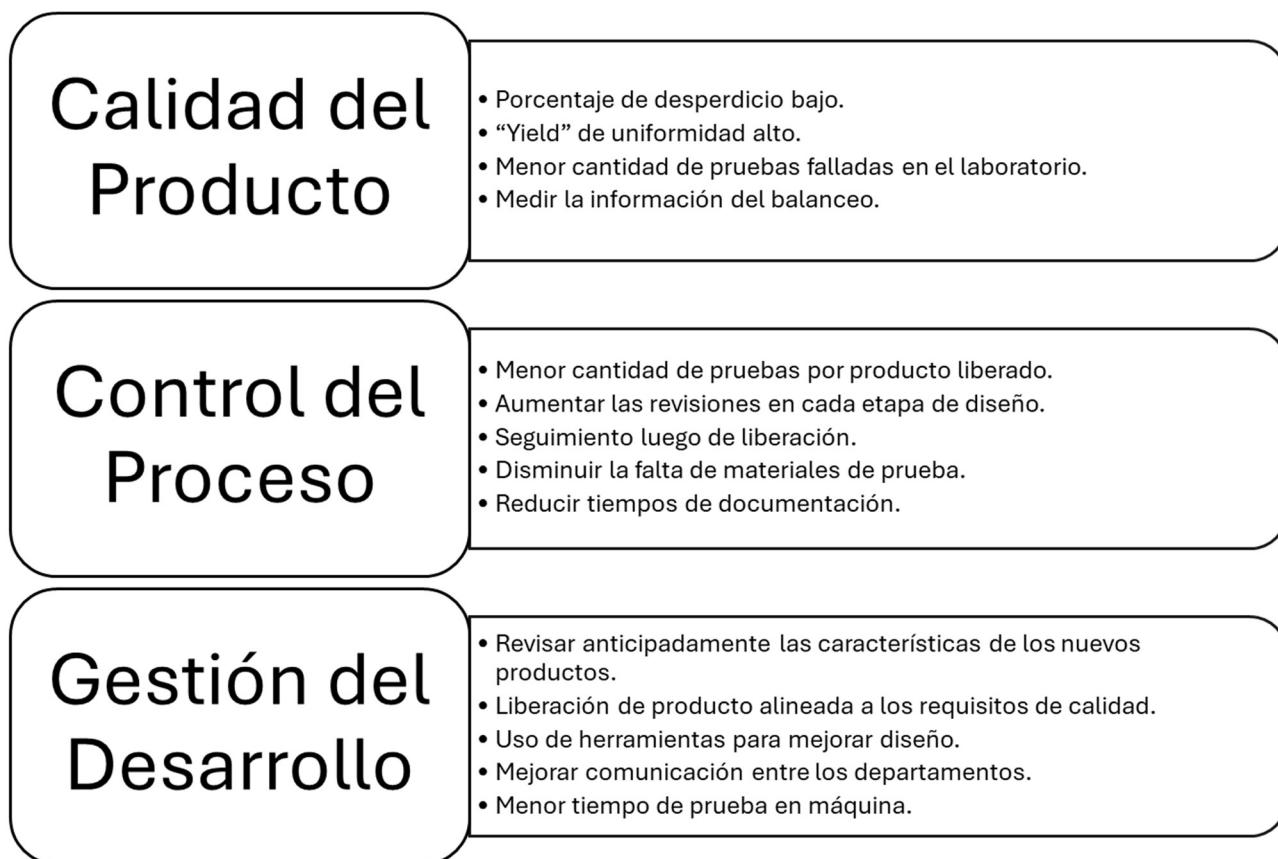 Calidad del
Producto
• Porcentaje de desperdicio bajo.
• “Yield” de uniformidad alto.
• Menor cantidad de pruebas falladas en el laboratorio.
• Medir la información del balanceo.
Control del
Proceso
• Menor cantidad de pruebas por producto liberado.
• Aumentar las revisiones en cada etapa de diseño.
• Seguimiento luego de liberación.
• Disminuir la falta de materiales de prueba.
• Reducir tiempos de documentación.
Gestión del
Desarrollo
• Revisar anticipadamente las características de los nuevos
productos.
• Liberación de producto alineada a los requisitos de calidad.
• Uso de herramientas para mejorar diseño.
• Mejorar comunicación entre los departamentos.
• Menor tiempo de prueba en máquina.